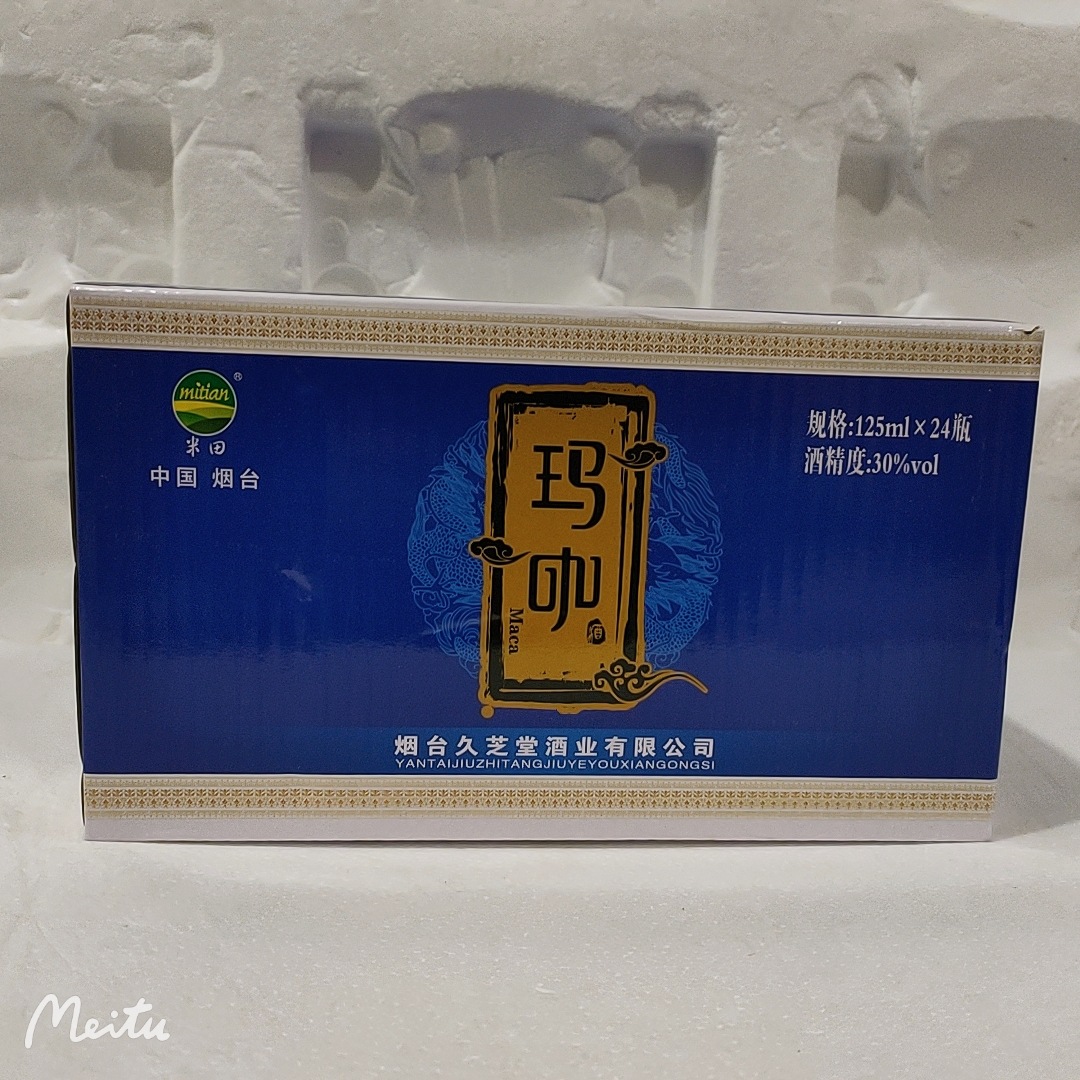 mitian
®
米田
中国 烟台
规格:125ml×24瓶
酒精度:30%vol
玛咖
Maca
酒
烟台久芝堂酒业有限公司
YANTAIJIUZHITANGJIUYEYOUXIANGONGSI
Meitu